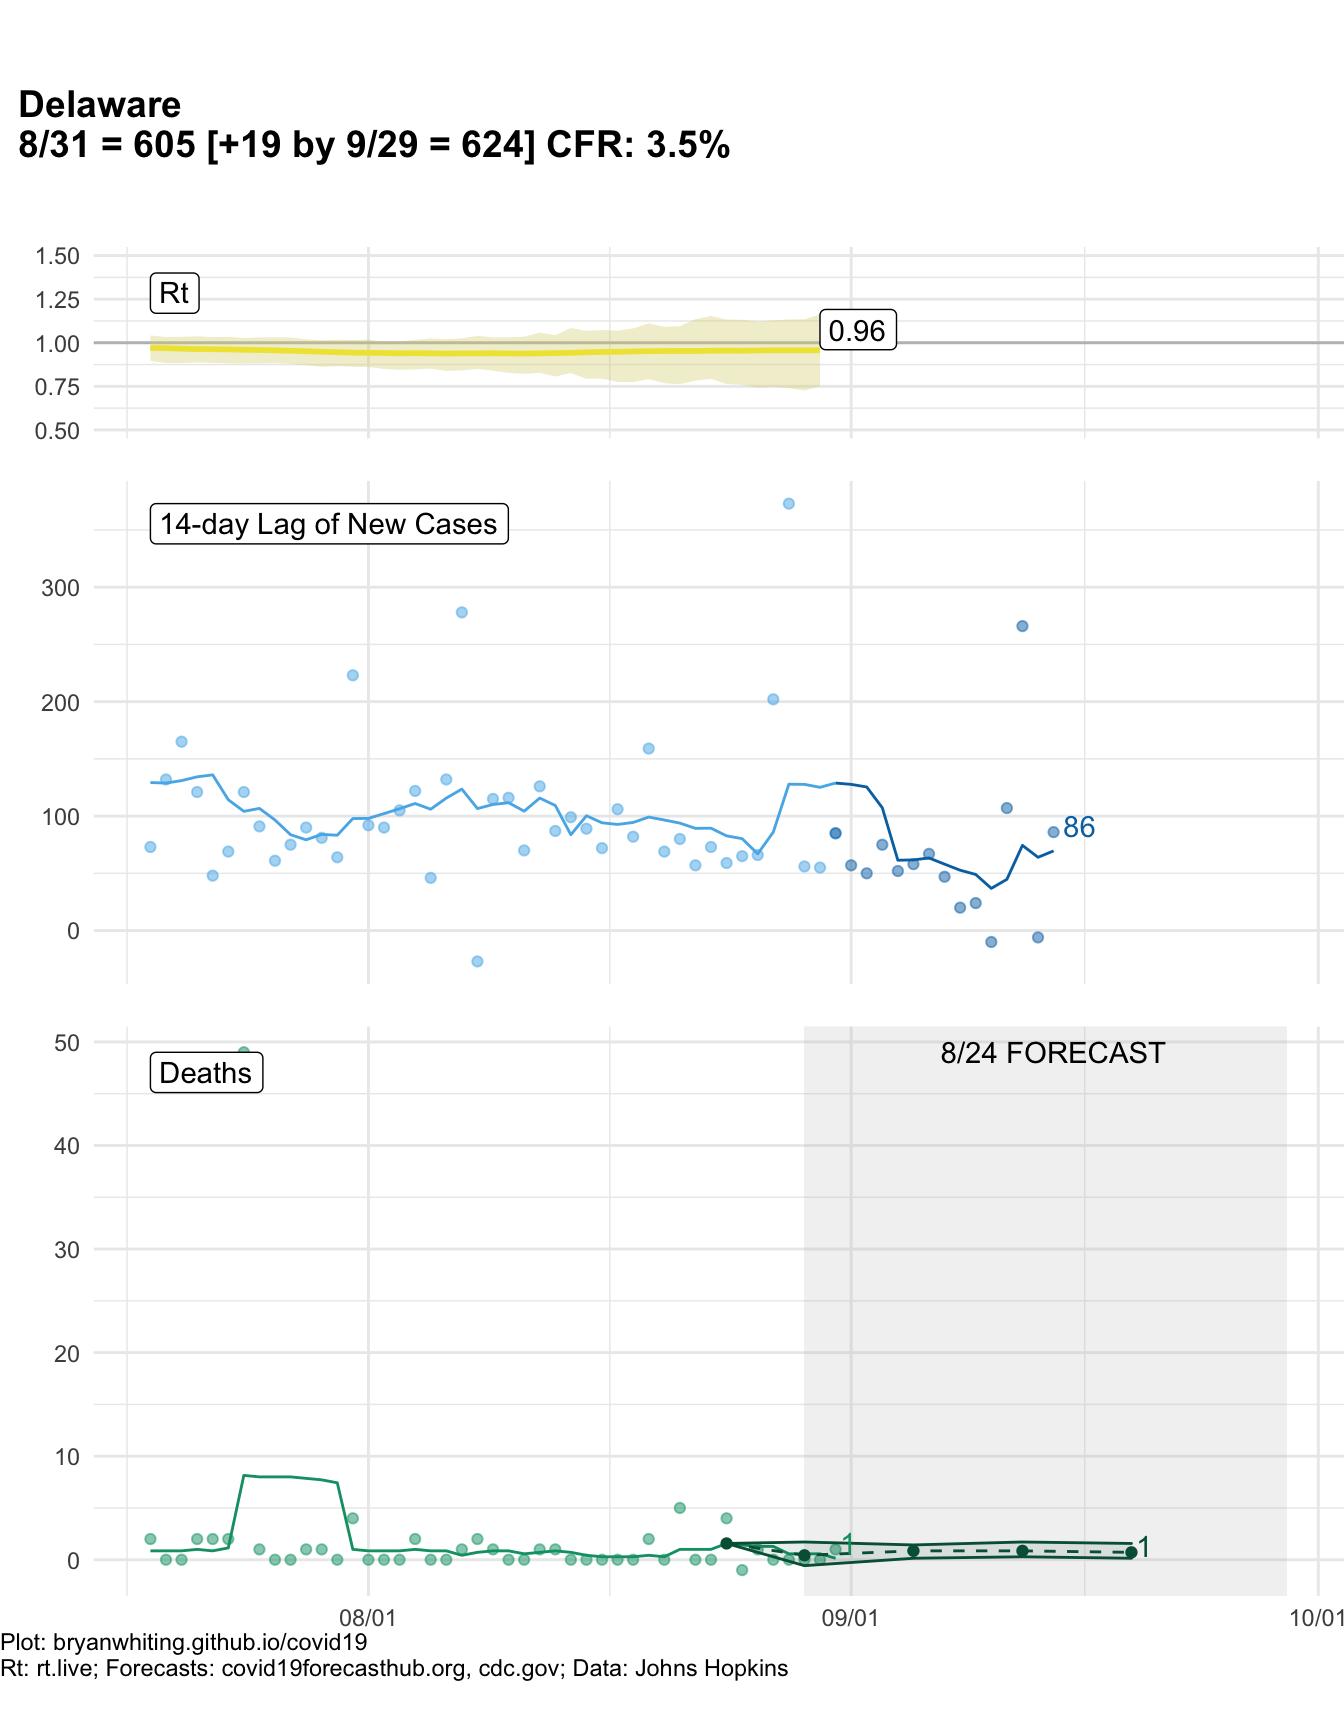 Delaware
8/31 = 605 [+19 by 9/29 = 624] CFR: 3.5%
1.50
1.25
1.00
0.75
0.50
Rt
0.96
14-day Lag of New Cases
300
200
100
0
86
50
40
30
20
10
0
Deaths
8/24 FORECAST
1
1
08/01
09/01
10/01
Plot: bryanwhiting.github.io/covid19
Rt: rt.live; Forecasts: covid19forecasthub.org, cdc.gov; Data: Johns Hopkins